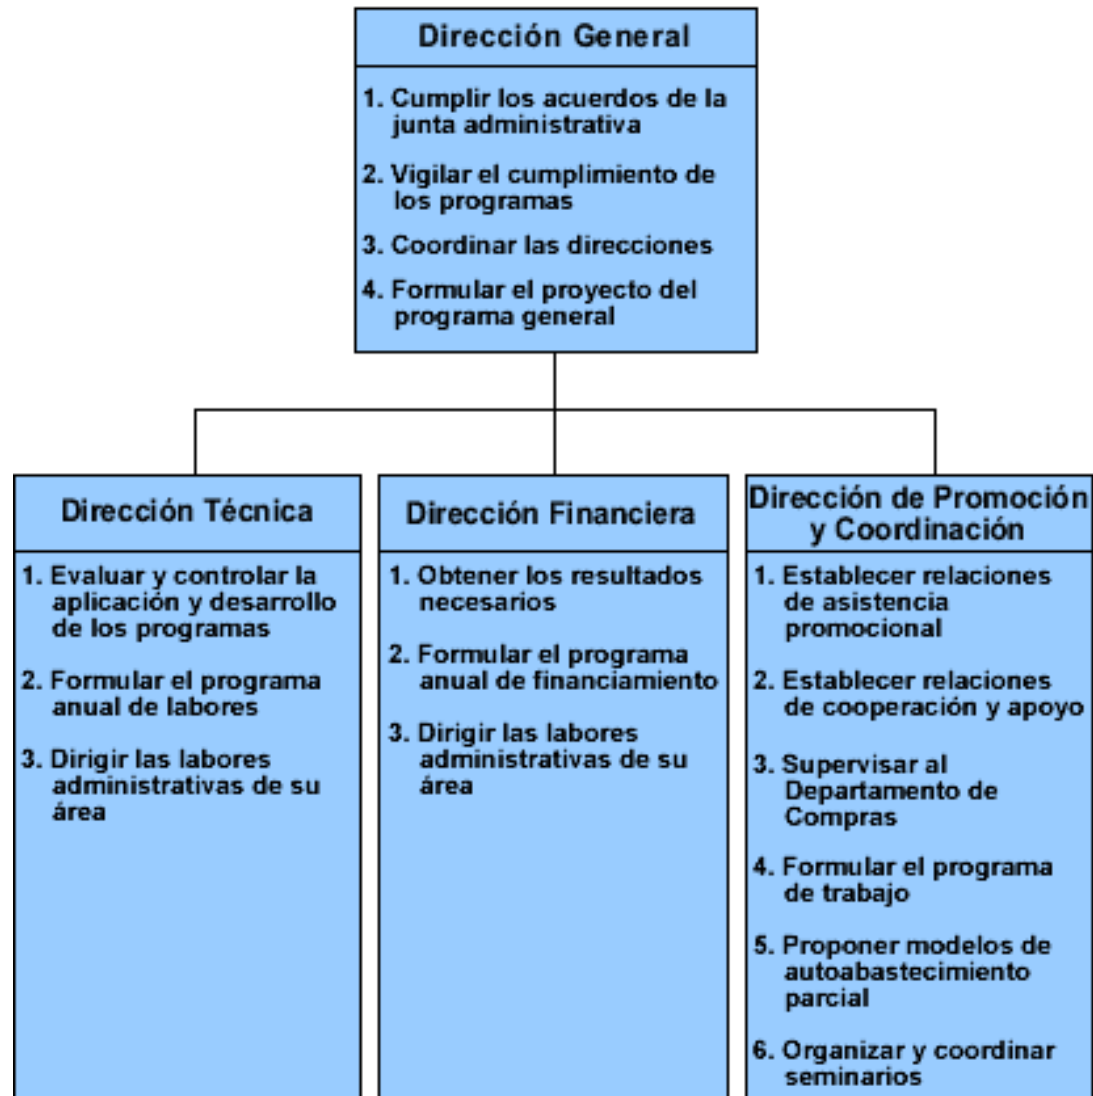 Dirección General
1. Cumplir los acuerdos de la
junta administrativa
2. Vigilar el cumplimiento de
los programas
3. Coordinar las direcciones
4. Formular el proyecto del
programa general
Dirección Técnica
1. Evaluar y controlar la
aplicación y desarrollo
de los programas
2. Formular el programa
anual de labores
3. Dirigir las labores
administrativas de su
área
Dirección Financiera
1. Obtener los resultados
necesarios
2. Formular el programa
anual de financiamiento
3. Dirigir las labores
administrativas de su
área
Dirección de Promoción
y Coordinación
1. Establecer relaciones
de asistencia
promocional
2. Establecer relaciones
de cooperación y apoyo
3. Supervisar al
Departamento de
Compras
4. Formular el programa
de trabajo
5. Proponer modelos de
autoabastecimiento
parcial
6. Organizar y coordinar
seminarios